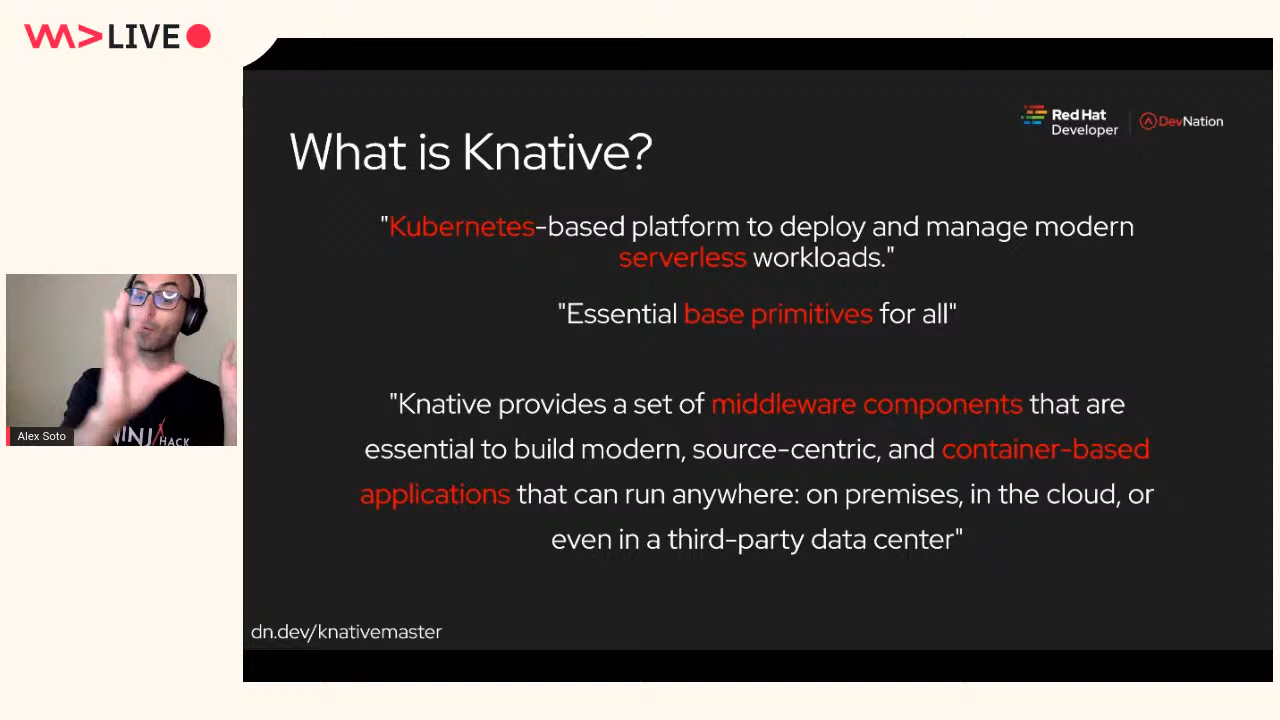 LIVE
Red Hat
Developer
DevNation
What is Knative?
"Kubernetes-based platform to deploy and manage modern
serverless workloads."
"Essential base primitives for all"
"Knative provides a set of middleware components that are
essential to build modern, source-centric, and container-based
applications that can run anywhere: on premises, in the cloud, or
even in a third-party data center"
Alex Soto
NINJA HACK
dn.dev/knativemaster